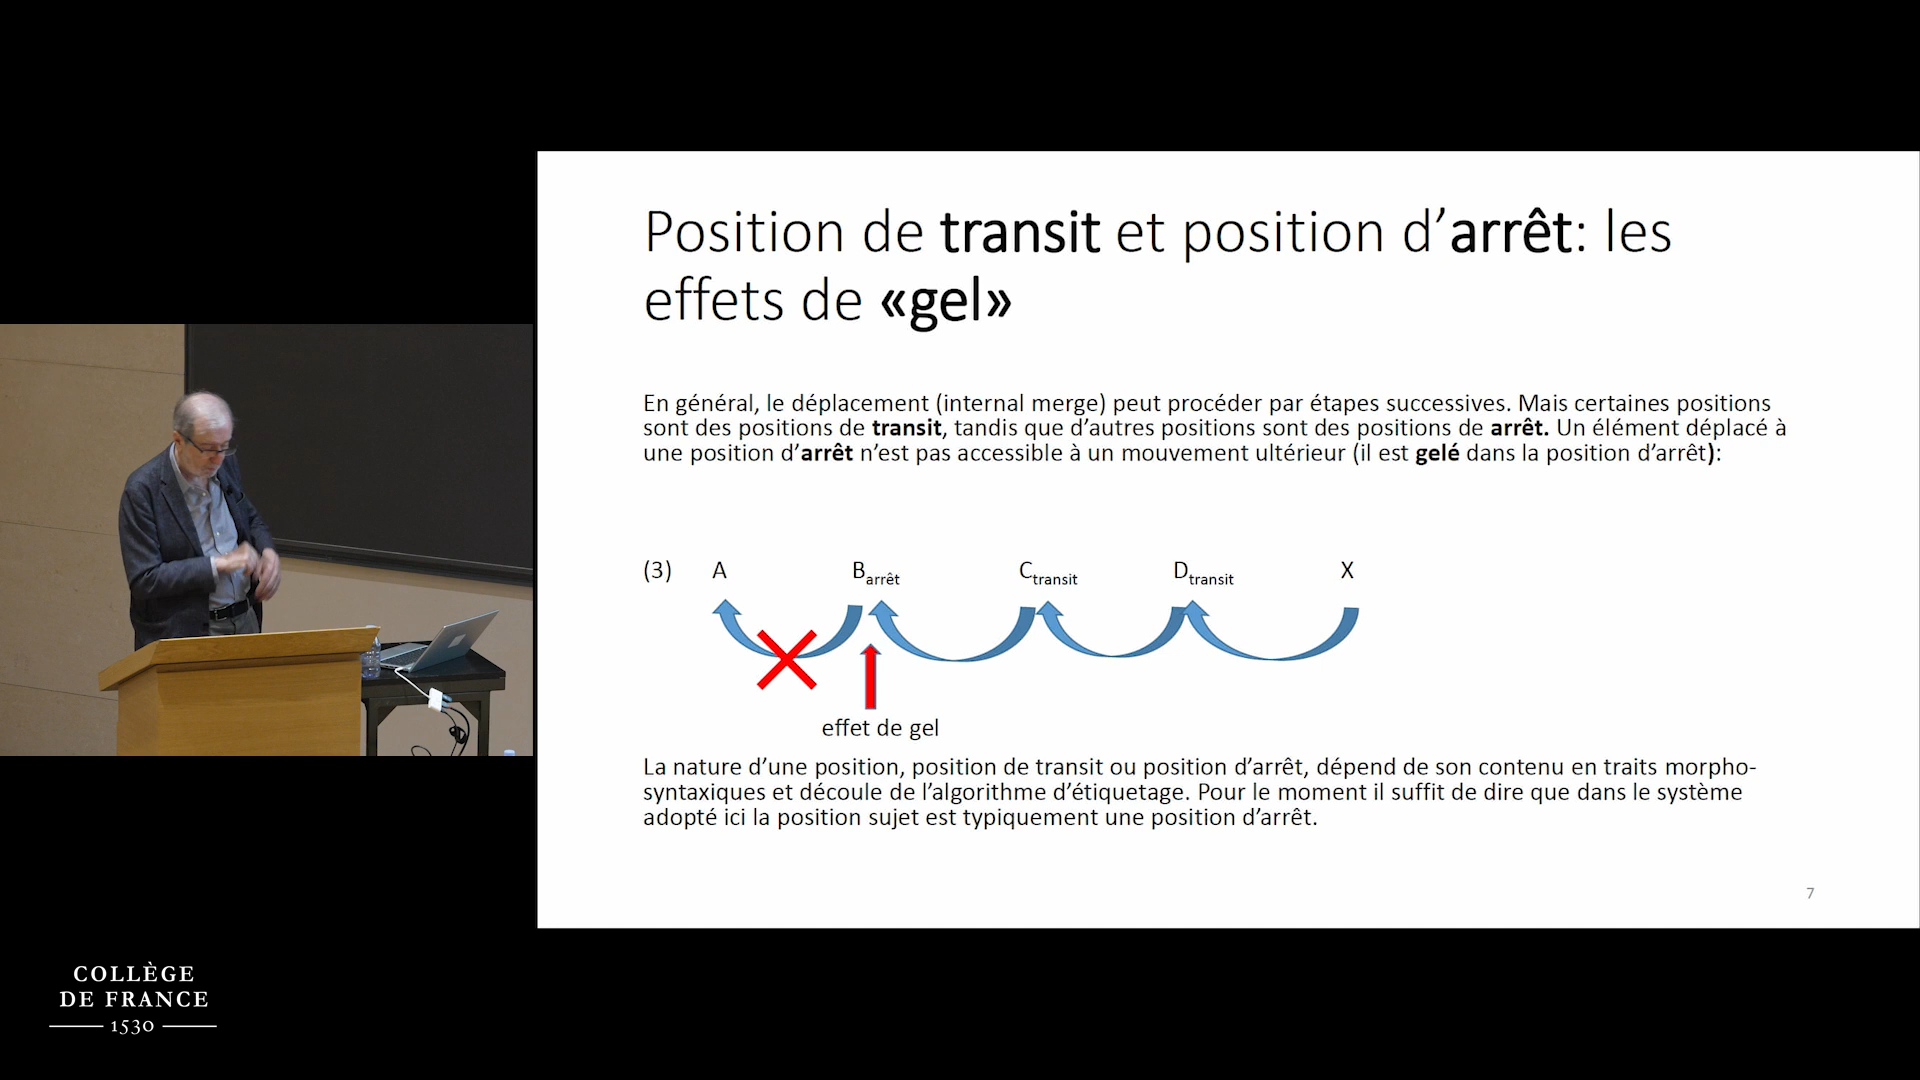 Position de transit et position d’arrêt: les
effets de «gel»
En général, le déplacement (internal merge) peut procéder par étapes successives. Mais certaines positions
sont des positions de transit, tandis que d’autres positions sont des positions de arrêt. Un élément déplacé à
une position d’arrêt n’est pas accessible à un mouvement ultérieur (il est gelé dans la position d’arrêt):
(3) A B arrêt C transit D transit X
effet de gel
La nature d’une position, position de transit ou position d’arrêt, dépend de son contenu en traits morpho-
syntaxiques et découle de l’algorithme d’étiquetage. Pour le moment il suffit de dire que dans le système
adopté ici la position sujet est typiquement une position d’arrêt.
7
COLLÈGE
DE FRANCE
1530